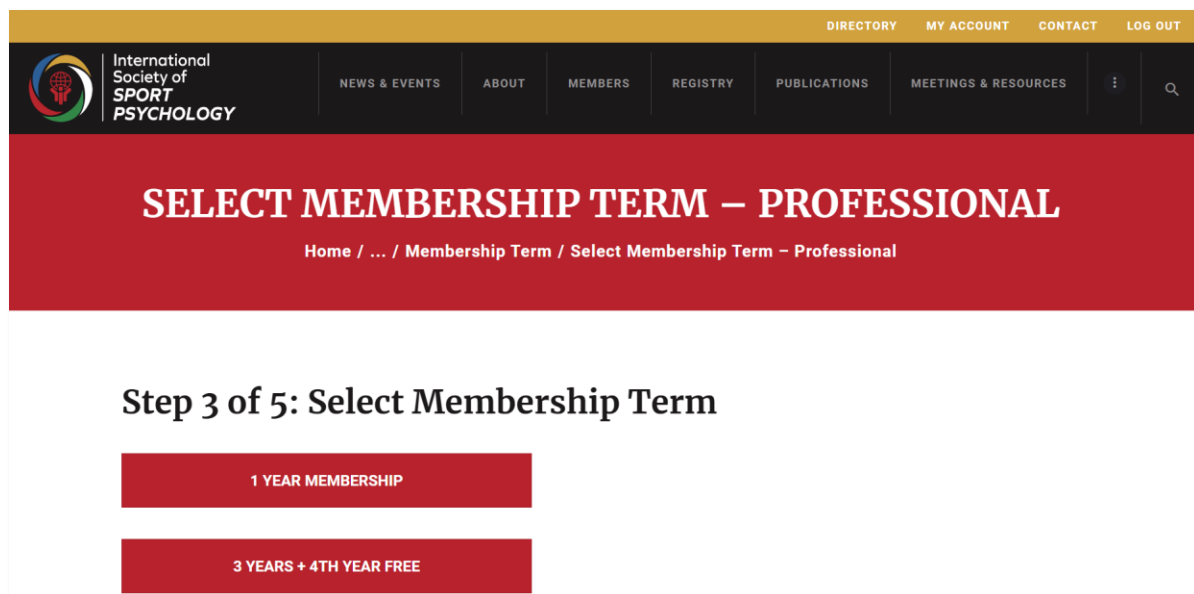 DIRECTORY MY ACCOUNT CONTACT LOG OUT
International
Society of
SPORT
PSYCHOLOGY
NEWS & EVENTS ABOUT MEMBERS REGISTRY PUBLICATIONS MEETINGS & RESOURCES
SELECT MEMBERSHIP TERM – PROFESSIONAL
Home / ... / Membership Term / Select Membership Term – Professional
Step 3 of 5: Select Membership Term
1 YEAR MEMBERSHIP
3 YEARS + 4TH YEAR FREE